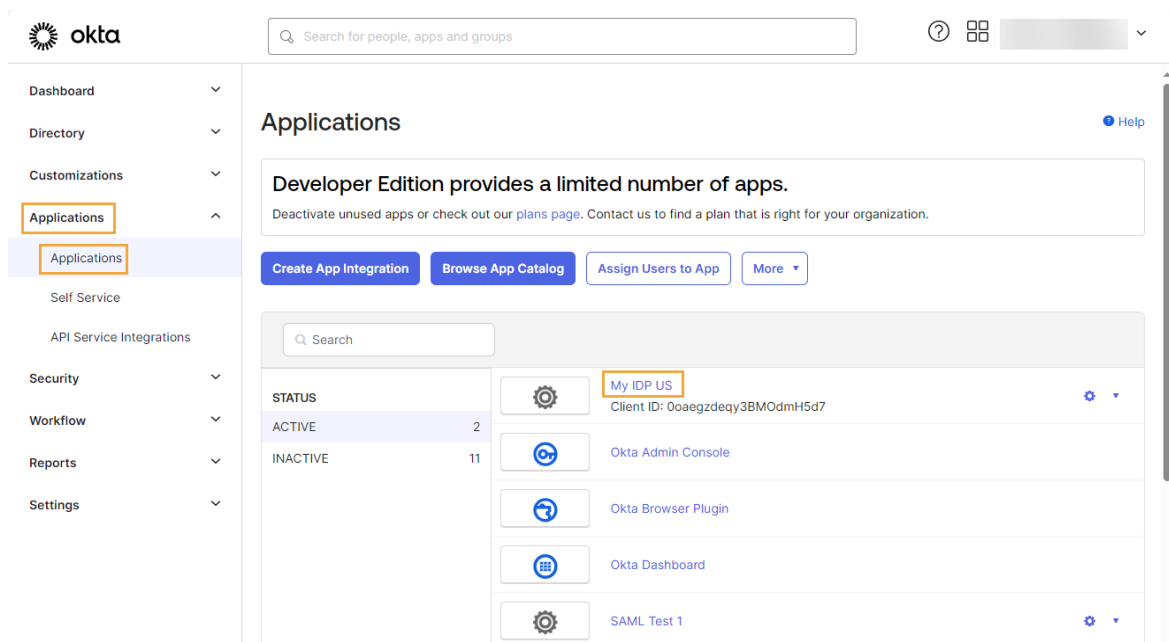 okta
Search for people, apps and groups
Dashboard
Directory
Customizations
Applications
Applications
Self Service
API Service Integrations
Security
Workflow
Reports
Settings
Applications
Help
Developer Edition provides a limited number of apps.
Deactivate unused apps or check out our plans page. Contact us to find a plan that is right for your organization.
Create App Integration
Browse App Catalog
Assign Users to App
More
Search
STATUS
ACTIVE 2
INACTIVE 11
My IDP US
Client ID: 0oaegzdeqy3BMOdmH5d7
Okta Admin Console
Okta Browser Plugin
Okta Dashboard
SAML Test 1